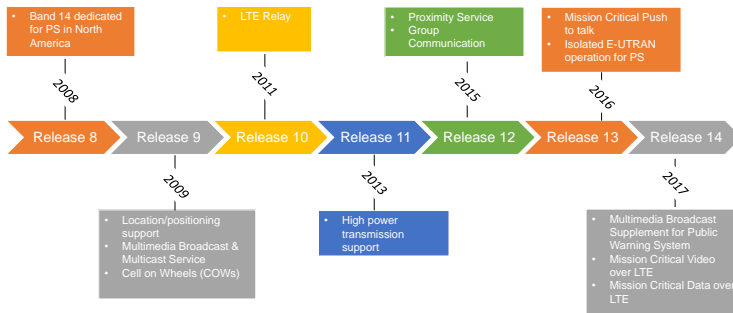 • Band 14 dedicated
for PS in North
America
• LTE Relay
• Proximity Service
• Group
Communication
• Mission Critical Push
to talk
• Isolated E-UTRAN
operation for PS
2008
2011
2015
2016
Release 8
Release 9
Release 10
Release 11
Release 12
Release 13
Release 14
2009
2013
2017
• Location/positioning
support
• Multimedia Broadcast &
Multicast Service
• Cell on Wheels (COWs)
• High power
transmission
support
• Multimedia Broadcast
Supplement for Public
Warning System
• Mission Critical Video
over LTE
• Mission Critical Data over
LTE